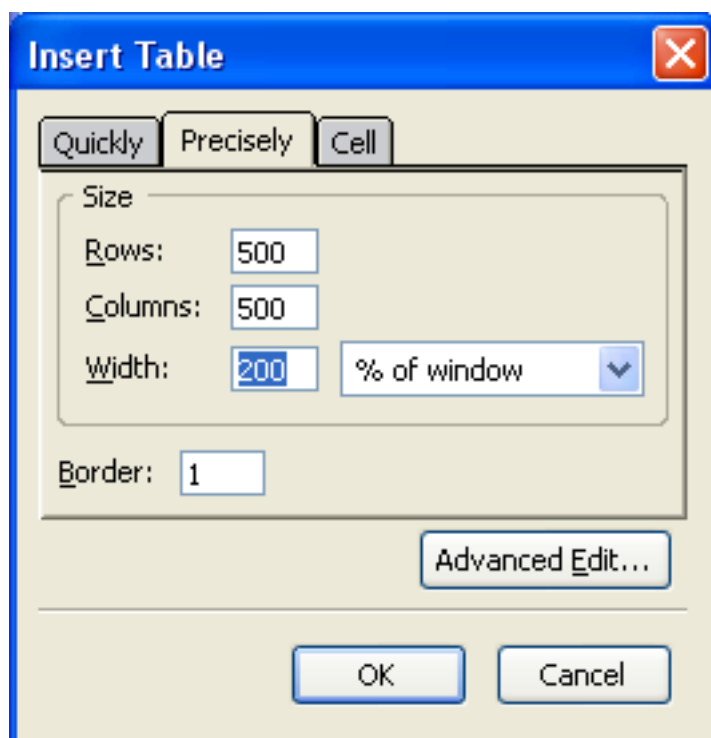 Insert Table
Quickly Precisely Cell
Size
Rows: 500
Columns: 500
Width: 200 % of window
Border: 1
Advanced Edit...
OK Cancel